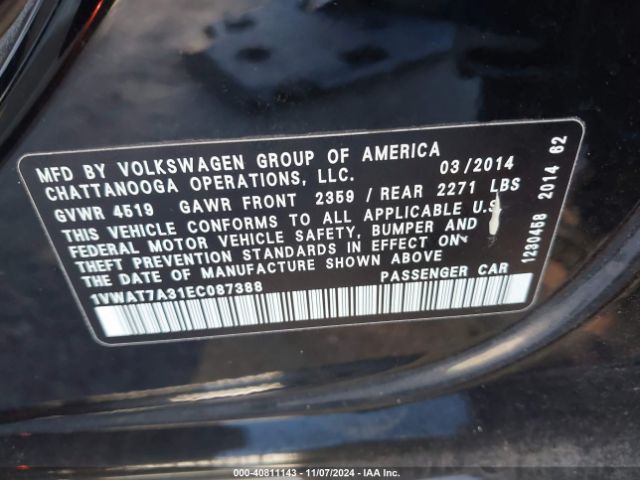 MFD BY VOLKSWAGEN GROUP OF AMERICA
CHATTANOOGA OPERATIONS, LLC. 03/2014
GVWR 4519 GAWR FRONT 2359 / REAR 2271 LBS
THIS VEHICLE CONFORMS TO ALL APPLICABLE U.S
FEDERAL MOTOR VEHICLE SAFETY, BUMPER AND
THEFT PREVENTION STANDARDS IN EFFECT ON
THE DATE OF MANUFACTURE SHOWN ABOVE
1VWAT7A31EC087388 PASSENGER CAR
1290468 2014 62
000-40811143 - 11/07/2024 - IAA Inc.